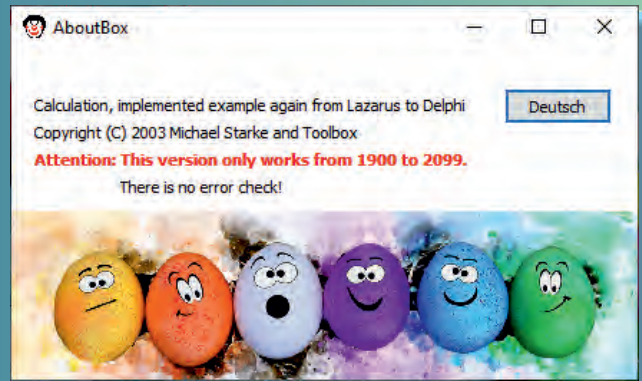 AboutBox
Calculation, implemented example again from Lazarus to Delphi
Deutsch
Copyright (C) 2003 Michael Starke and Toolbox
Attention: This version only works from 1900 to 2099.
There is no error check!